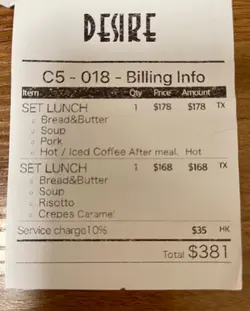 DESIRE
C5 - 018 - Billing Info
Item Qty Price Amount
SET LUNCH 1 $178 $178 TX
Bread&Butter
Soup
Pork
Hot / Iced Coffee After meal. Hot
SET LUNCH 1 $168 $168 TX
Bread&Butter
Soup
Risotto
Crepes Caramel
Service charge10% $35 HK
Total $381